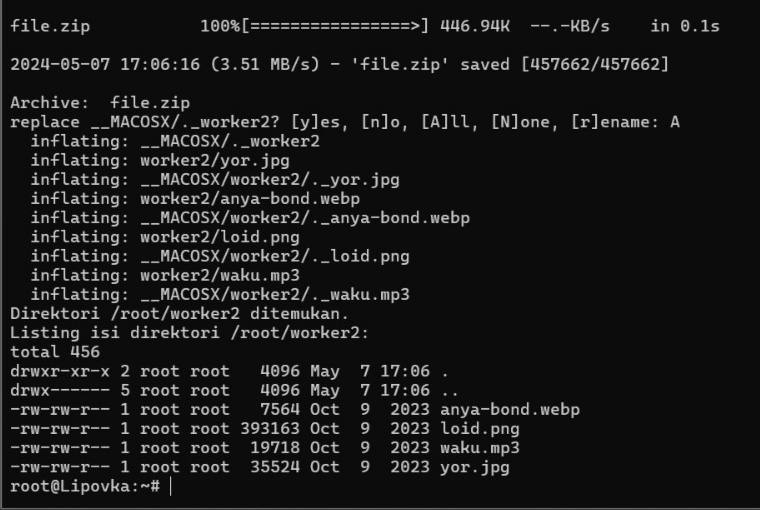 file.zip 100%[================>] 446.94K --.-KB/s in 0.1s
2024-05-07 17:06:16 (3.51 MB/s) - 'file.zip' saved [457662/457662]
Archive: file.zip
replace __MACOSX/._worker2? [y]es, [n]o, [A]ll, [N]one, [r]ename: A
inflating: __MACOSX/._worker2
inflating: worker2/yor.jpg
inflating: __MACOSX/worker2/._yor.jpg
inflating: worker2/anya-bond.webp
inflating: __MACOSX/worker2/._anya-bond.webp
inflating: worker2/loid.png
inflating: __MACOSX/worker2/._loid.png
inflating: worker2/waku.mp3
inflating: __MACOSX/worker2/._waku.mp3
Direktori /root/worker2 ditemukan.
Listing isi direktori /root/worker2:
total 456
drwxr-xr-x 2 root root 4096 May 7 17:06 .
drwx------ 5 root root 4096 May 7 17:06 ..
-rw-rw-r-- 1 root root 7564 Oct 9 2023 anya-bond.webp
-rw-rw-r-- 1 root root 393163 Oct 9 2023 loid.png
-rw-rw-r-- 1 root root 19718 Oct 9 2023 waku.mp3
-rw-rw-r-- 1 root root 35524 Oct 9 2023 yor.jpg
root@Lipovka:~#